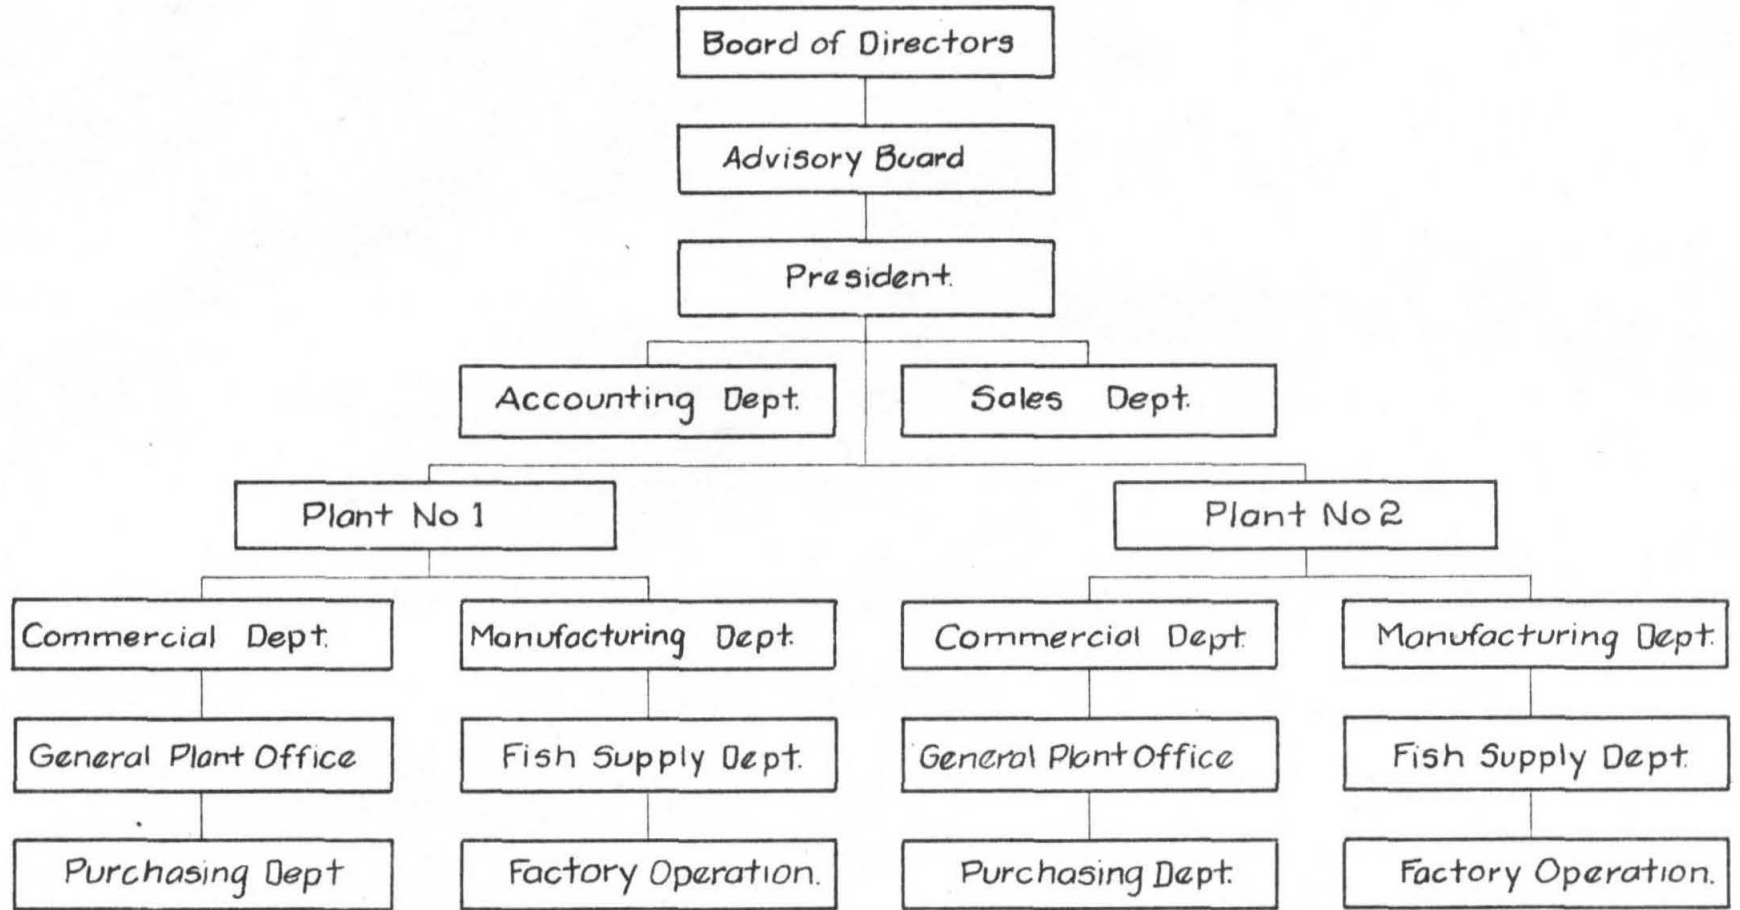 Board of Directors
Advisory Board
President.
Accounting Dept.
Sales Dept.
Plant No 1
Plant No 2
Commercial Dept.
Manufacturing Dept.
Commercial Dept.
Manufacturing Dept.
General Plant Office
Fish Supply Dept.
General Plant Office
Fish Supply Dept.
Purchasing Dept
Factory Operation.
Purchasing Dept.
Factory Operation.